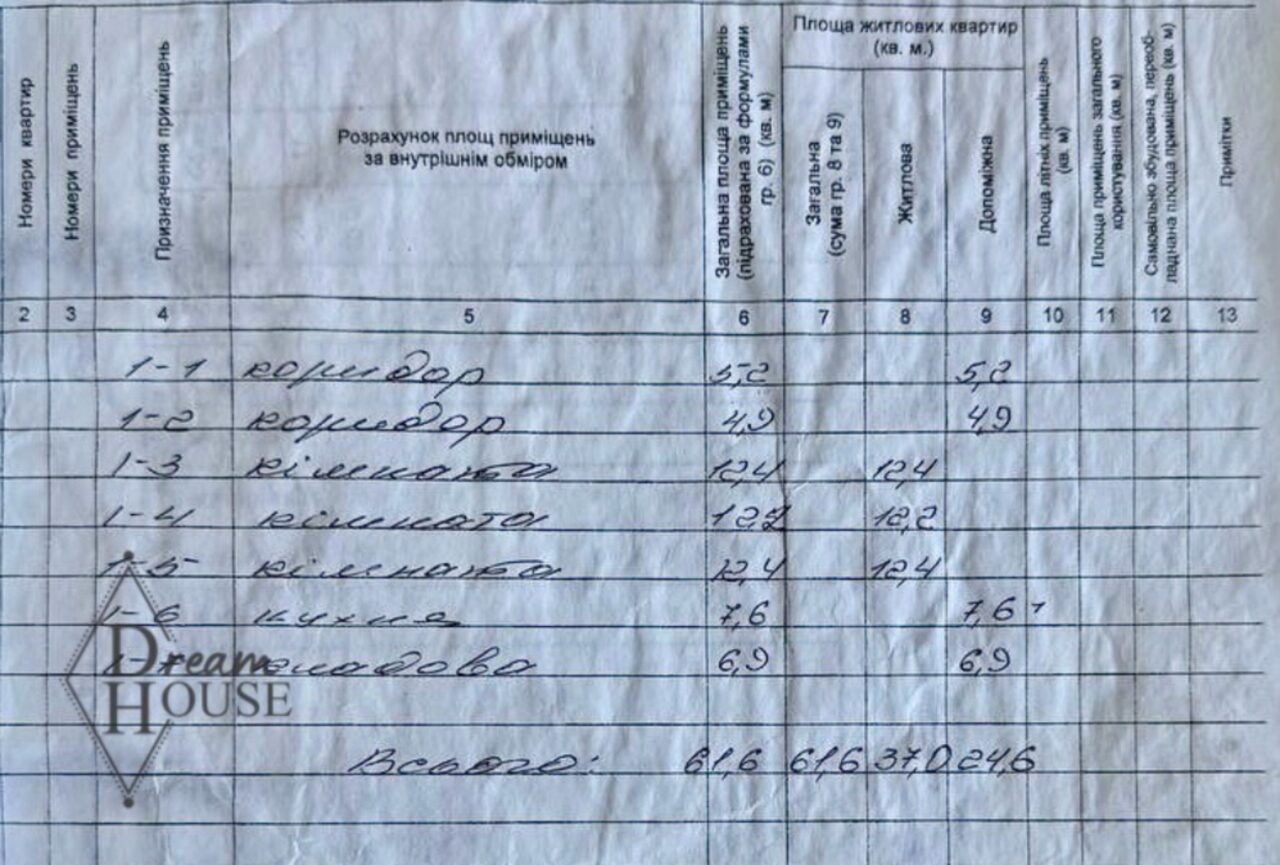 Номери квартир
Номери приміщень
Призначення приміщень
Розрахунок площ приміщень
за внутрішнім обміром
Загальна площа приміщень
(підрахована за формулами
гр. 6) (кв. м)
Площа житлових квартир
(кв. м.)
Загальна
(сума гр. 8 та 9)
Житлова
Допоміжна
Площа літніх приміщень
(кв. м)
Площа приміщень загального
користування (кв. м)
Самовільно збудована, переоб-
ладнана площа приміщень (кв. м)
Примітки
2 3 4 5 6 7 8 9 10 11 12 13
1-1 коридор 5,2 5,2
1-2 коридор 4,9 4,9
1-3 кімната 12,4 12,4
1-4 кімната 12,2 12,2
1-5 кімната 12,4 12,4
1-6 кухня 7,6 7,6
1-7 кладова 6,9 6,9
Dream
HOUSE
Всього: 61,6 61,6 37,0 24,6